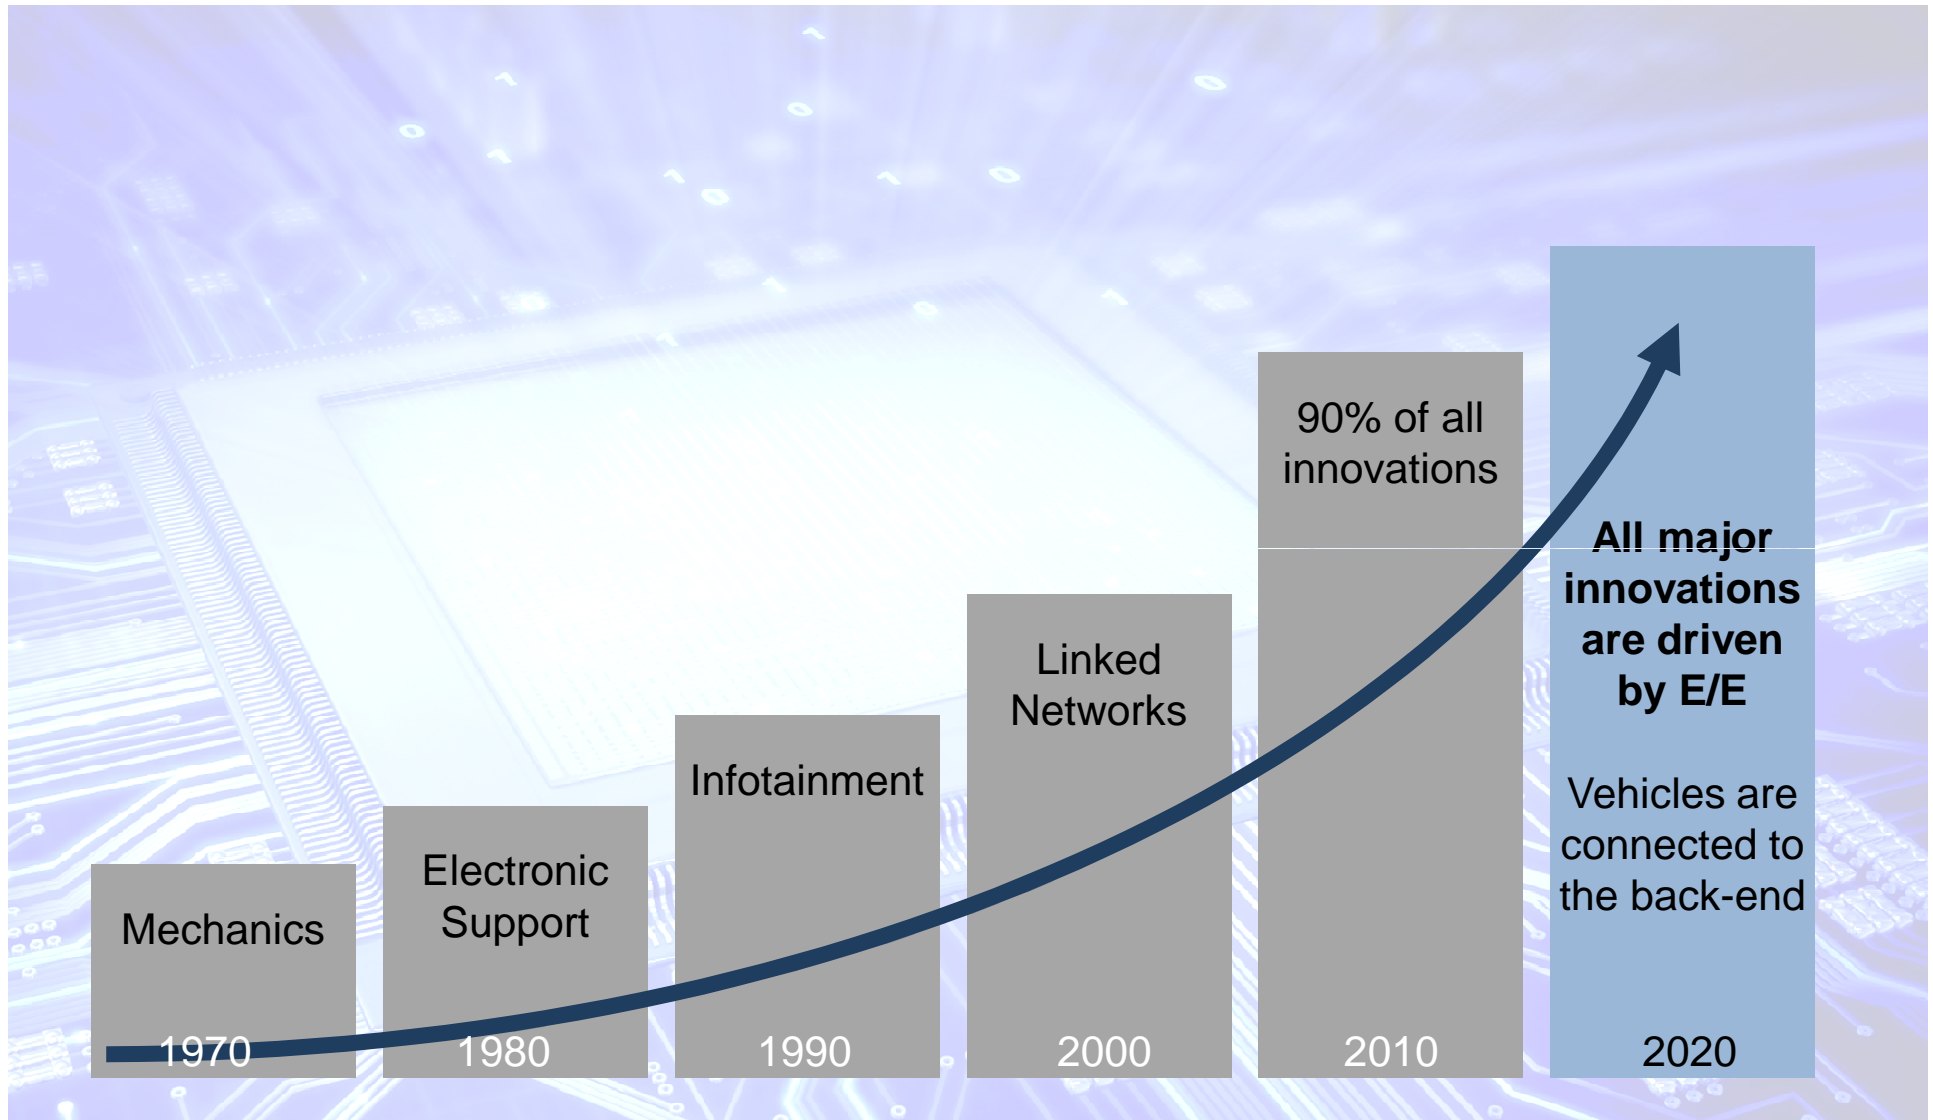 Mechanics
1970
Electronic
Support
1980
Infotainment
1990
Linked
Networks
2000
90% of all
innovations
2010
All major
innovations
are driven
by E/E
Vehicles are
connected to
the back-end
2020